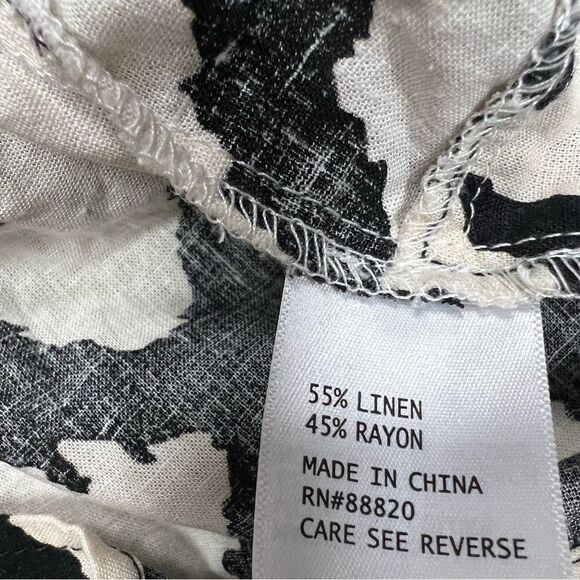 55% LINEN
45% RAYON
MADE IN CHINA
RN#88820
CARE SEE REVERSE